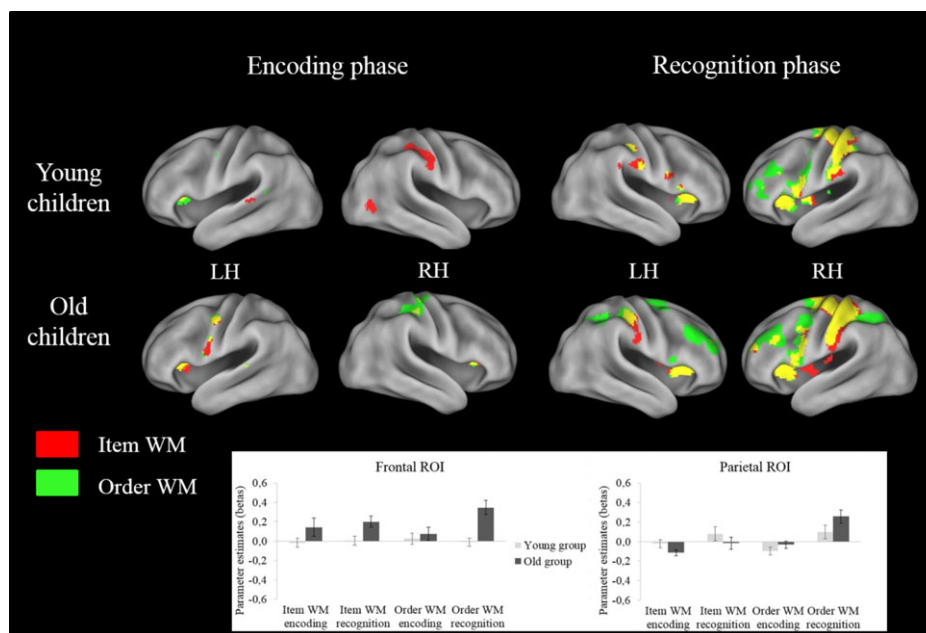 Encoding phase
Recognition phase
Young
children
LH
RH
LH
RH
Old
children
Item WM
Order WM
Frontal ROI
Parameter estimates (betas)
0,6
0,4
0,2
0,0
-0,2
-0,4
-0,6
Item WM
encoding
Item WM
recognition
Order WM
encoding
Order WM
recognition
Young group
Old group
Parietal ROI
Parameter estimates (betas)
0,6
0,4
0,2
0,0
-0,2
-0,4
-0,6
Item WM
encoding
Item WM
recognition
Order WM
encoding
Order WM
recognition